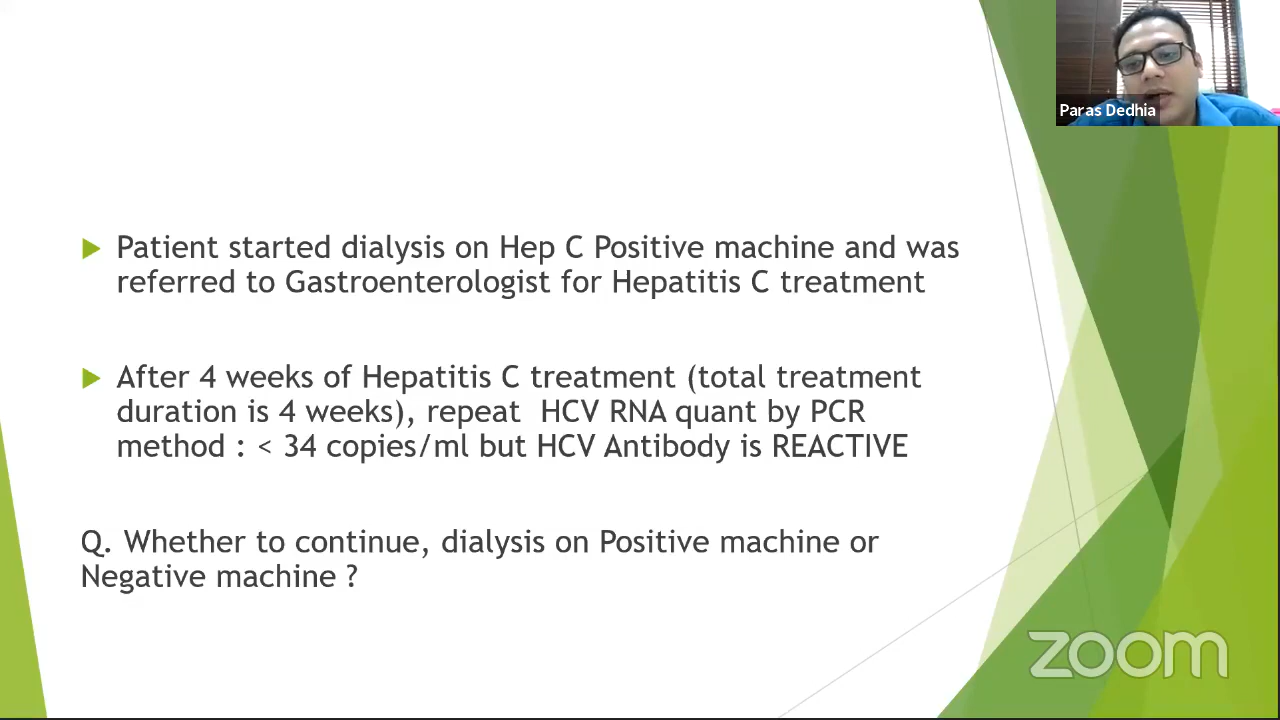 Paras Dedhia
Patient started dialysis on Hep C Positive machine and was
referred to Gastroenterologist for Hepatitis C treatment
After 4 weeks of Hepatitis C treatment (total treatment
duration is 4 weeks), repeat HCV RNA quant by PCR
method : < 34 copies/ml but HCV Antibody is REACTIVE
Q. Whether to continue, dialysis on Positive machine or
Negative machine ?
zoom